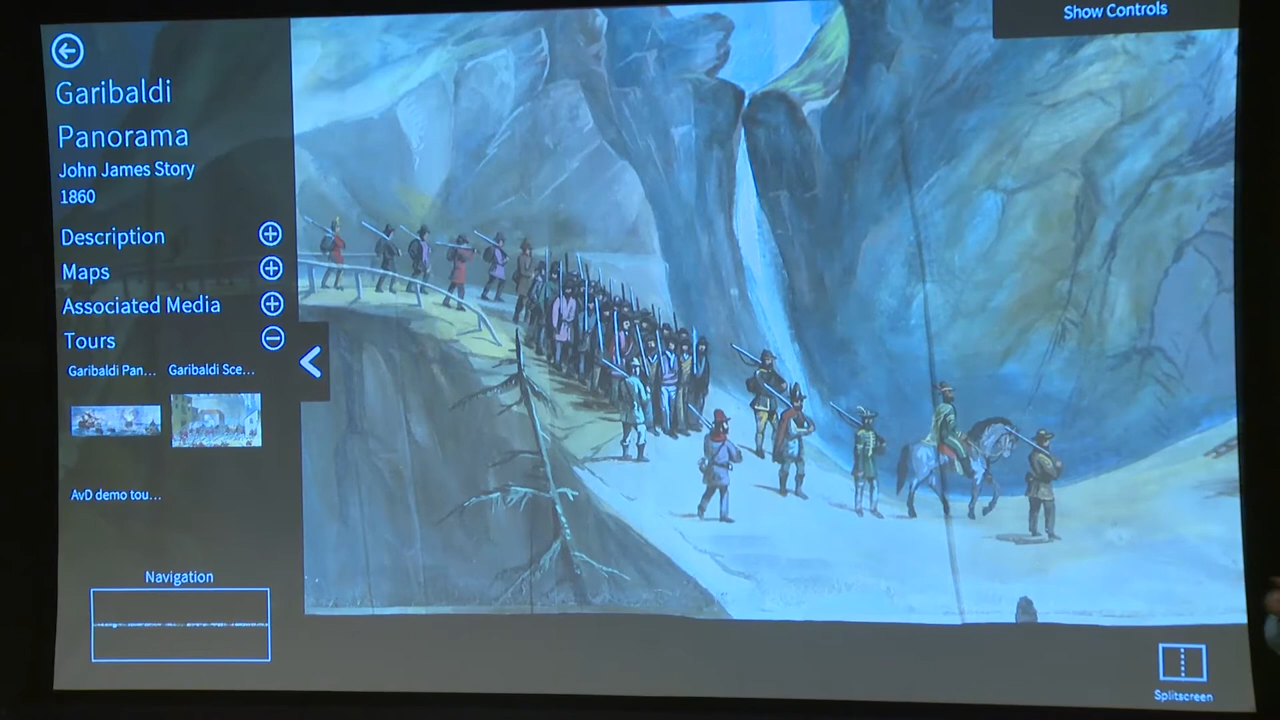 Show Controls
Garibaldi
Panorama
John James Story
1860
Description
Maps
Associated Media
Tours
Garibaldi Pan...
Garibaldi Sce...
AvD demo tou...
Navigation
Splitscreen